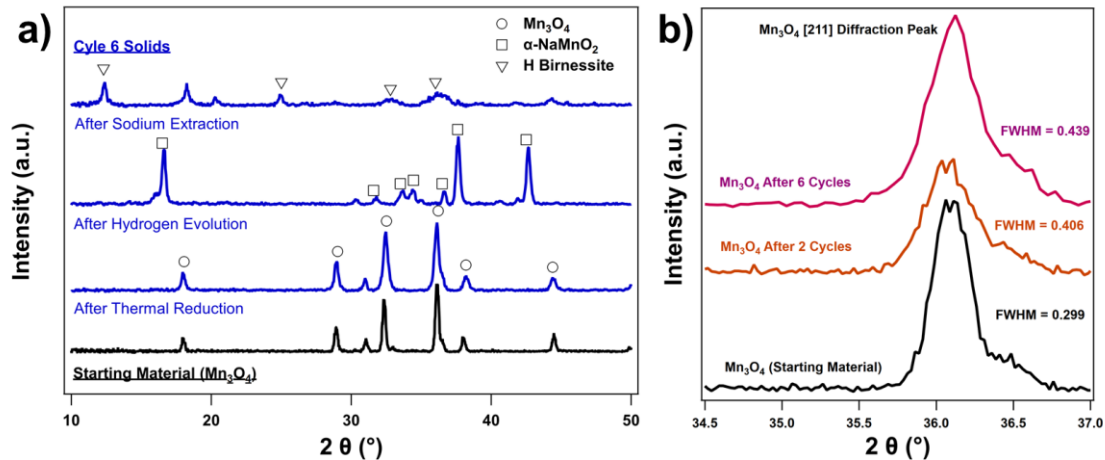 a)
Cyle 6 Solids
○ Mn₃O₄
□ α-NaMnO₂
▽ H Birnessite
After Sodium Extraction
After Hydrogen Evolution
After Thermal Reduction
Starting Material (Mn₃O₄)
Intensity (a.u.)
10 20 30 40 50
2 θ (°)
b)
Mn₃O₄ [211] Diffraction Peak
FWHM = 0.439
Mn₃O₄ After 6 Cycles
FWHM = 0.406
Mn₃O₄ After 2 Cycles
FWHM = 0.299
Mn₃O₄ (Starting Material)
Intensity (a.u.)
34.5 35.0 35.5 36.0 36.5 37.0
2 θ (°)